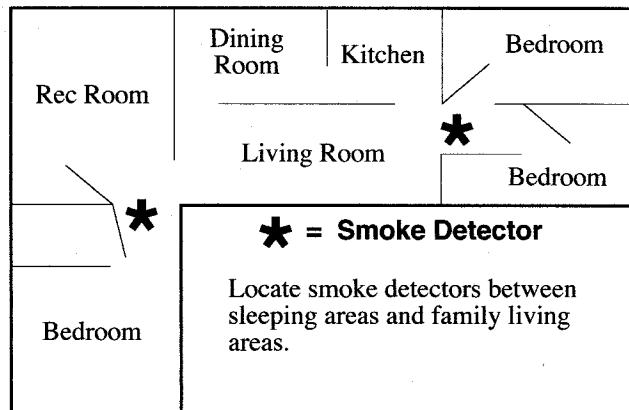 Dining
Room
Kitchen
Bedroom
Rec Room
Living Room
Bedroom
* = Smoke Detector
Locate smoke detectors between
sleeping areas and family living
areas.
Bedroom